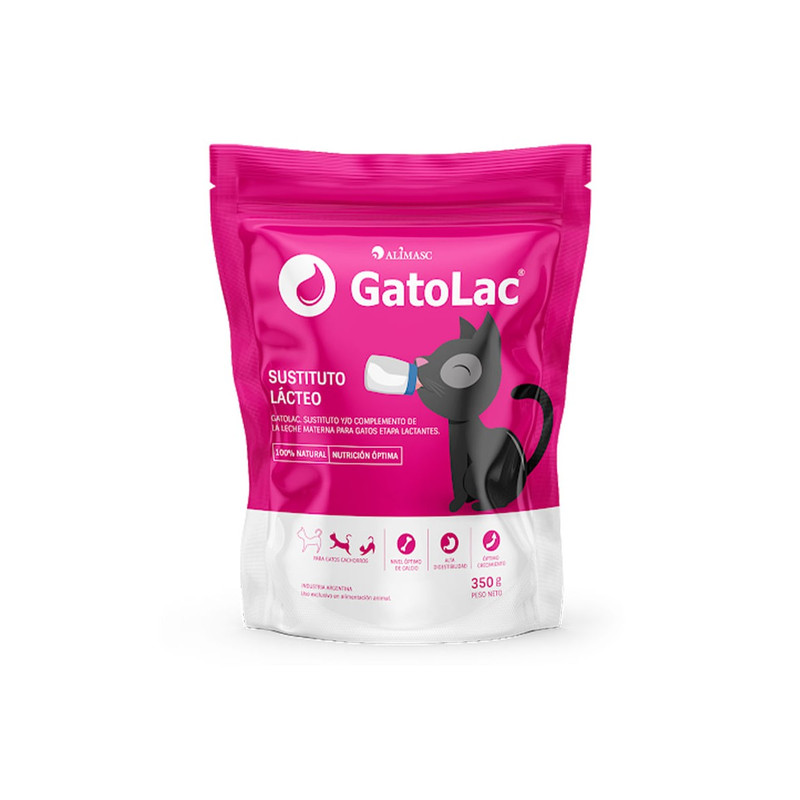 ALIMASC
GatoLac®
SUSTITUTO
LÁCTEO
GATOLAC. SUSTITUTO Y/O COMPLEMENTO DE
LA LECHE MATERNA PARA GATOS ETAPA LACTANTES.
100% NATURAL NUTRICIÓN ÓPTIMA
PARA GATOS CACHORROS
NIVEL ÓPTIMO
DE CALCIO
ALTA
DIGESTIBILIDAD
ÓPTIMO
CRECIMIENTO
350 g
PESO NETO
INDUSTRIA ARGENTINA
Uso exclusivo en alimentación animal.